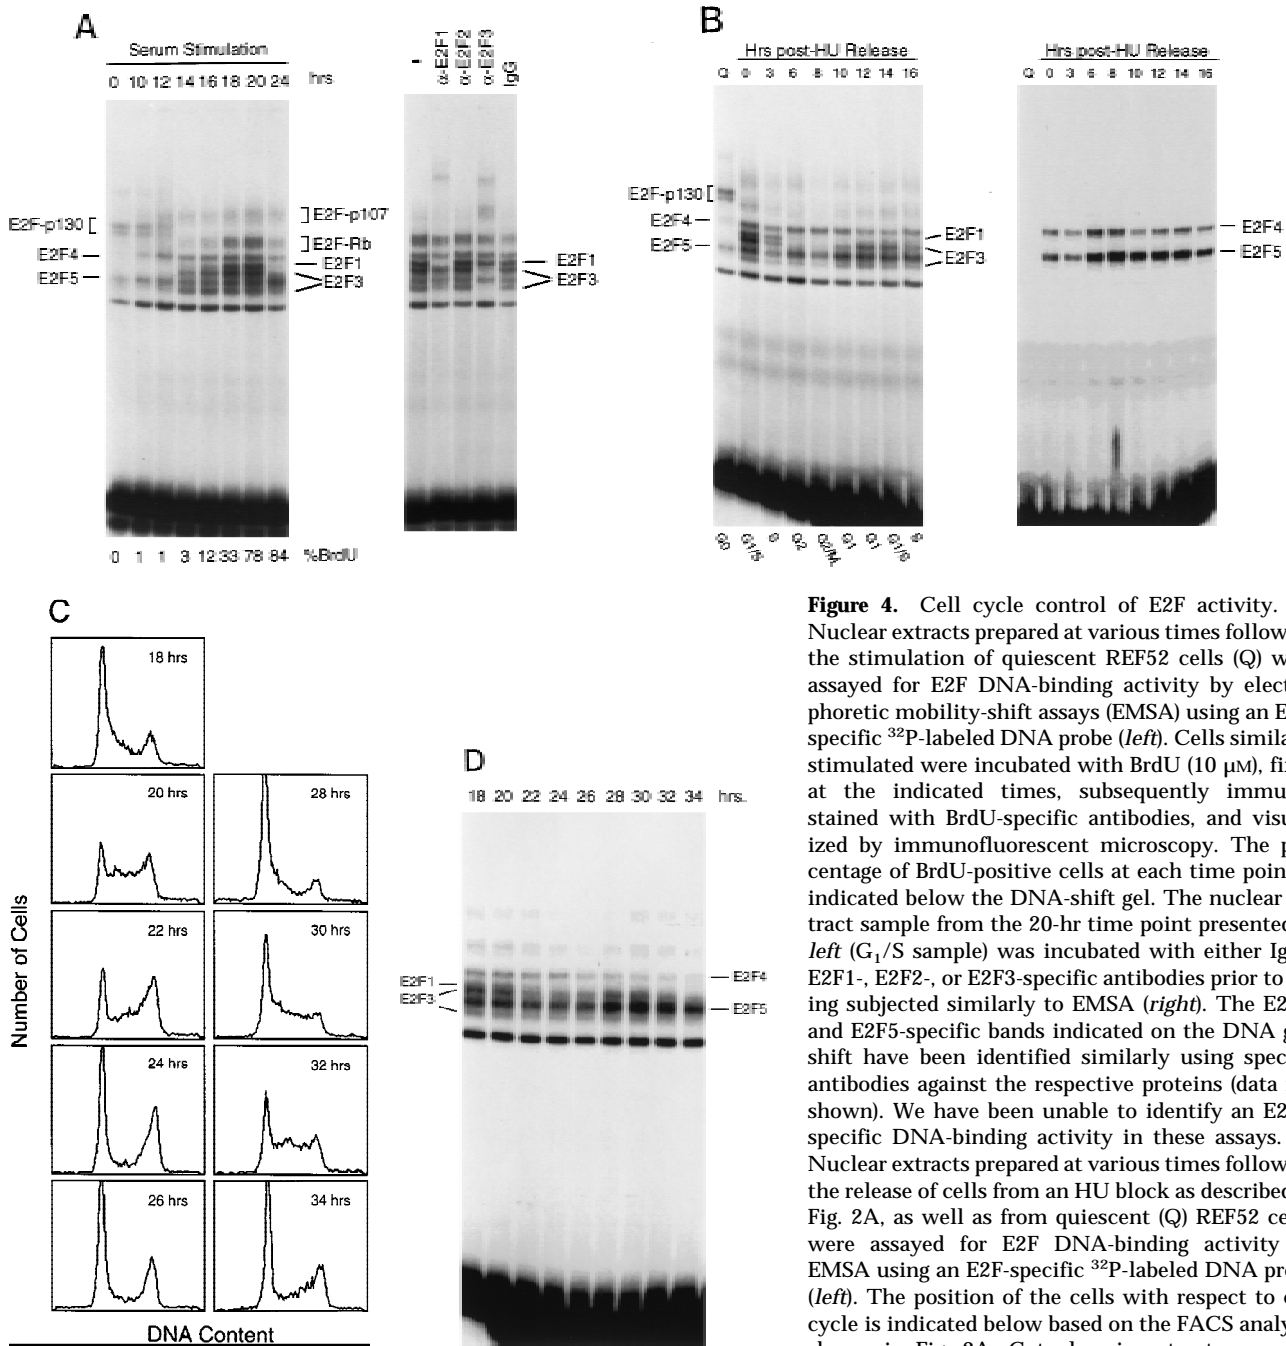 A
Serum Stimulation
0 10 12 14 16 18 20 24 hrs
E2F-p130
E2F4
E2F5
E2F-p107
E2F-Rb
E2F1
E2F3
0 1 1 3 12 33 78 84 %BrdU
- α-E2F1 α-E2F2 α-E2F3 IgG
E2F1
E2F3
B
Hrs post-HU Release
Q 0 3 6 8 10 12 14 16
E2F-p130
E2F4
E2F5
E2F1
E2F3
G0 G1/S S G2 G2/M G1 G1 G1/S S
Hrs post-HU Release
Q 0 3 6 8 10 12 14 16
E2F4
E2F5
C
Number of Cells
18 hrs
20 hrs
28 hrs
22 hrs
30 hrs
24 hrs
32 hrs
26 hrs
34 hrs
DNA Content
D
18 20 22 24 26 28 30 32 34 hrs.
E2F1
E2F3
E2F4
E2F5
Figure 4. Cell cycle control of E2F activity.
Nuclear extracts prepared at various times follow
the stimulation of quiescent REF52 cells (Q) w
assayed for E2F DNA-binding activity by elect
phoretic mobility-shift assays (EMSA) using an E
specific ³²P-labeled DNA probe (left). Cells simila
stimulated were incubated with BrdU (10 μM), fi
at the indicated times, subsequently immu
stained with BrdU-specific antibodies, and visu
ized by immunofluorescent microscopy. The p
centage of BrdU-positive cells at each time poin
indicated below the DNA-shift gel. The nuclear
tract sample from the 20-hr time point presented
left (G₁/S sample) was incubated with either Ig
E2F1-, E2F2-, or E2F3-specific antibodies prior to
ing subjected similarly to EMSA (right). The E2
and E2F5-specific bands indicated on the DNA g
shift have been identified similarly using spec
antibodies against the respective proteins (data
shown). We have been unable to identify an E2
specific DNA-binding activity in these assays.
Nuclear extracts prepared at various times follow
the release of cells from an HU block as described
Fig. 2A, as well as from quiescent (Q) REF52 ce
were assayed for E2F DNA-binding activity
EMSA using an E2F-specific ³²P-labeled DNA pro
(left). The position of the cells with respect to c
cycle is indicated below based on the FACS analy